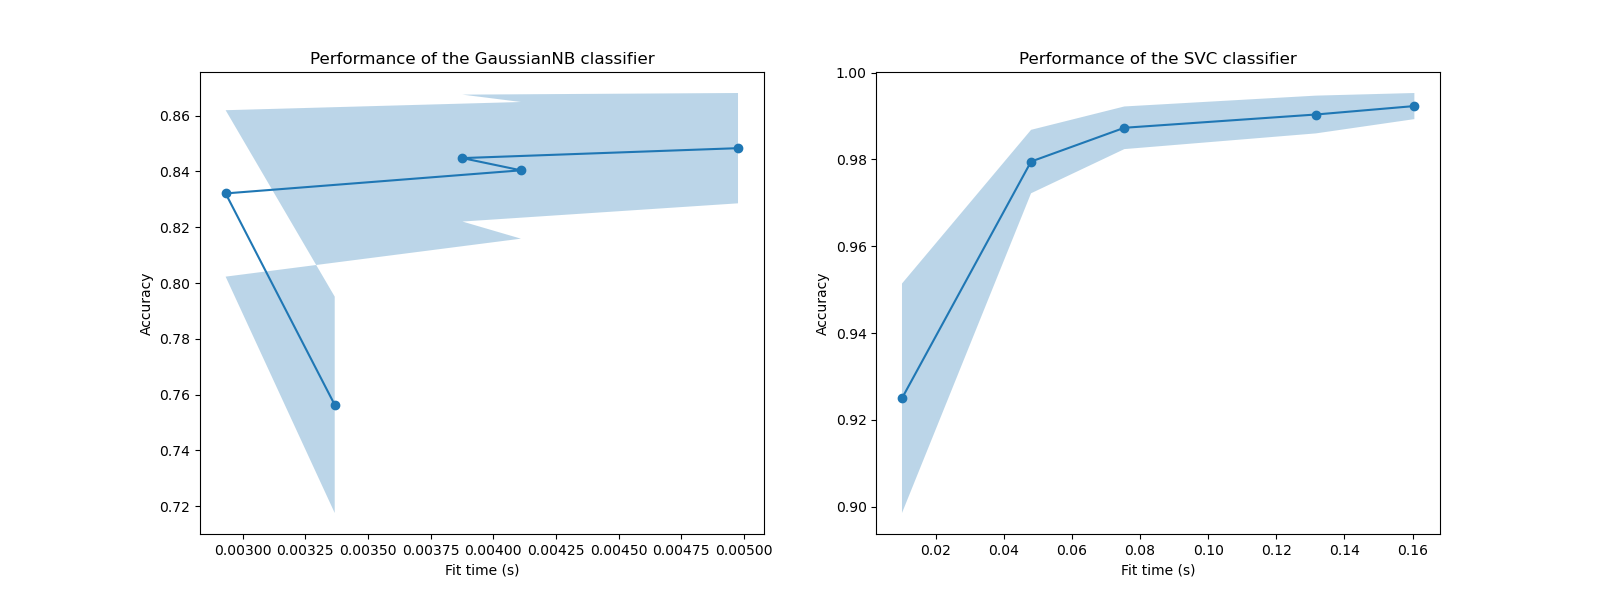 Performance of the GaussianNB classifier
0.86
0.84
0.82
0.80
0.78
0.76
0.74
0.72
Accuracy
0.00300 0.00325 0.00350 0.00375 0.00400 0.00425 0.00450 0.00475 0.00500
Fit time (s)
Performance of the SVC classifier
1.00
0.98
0.96
0.94
0.92
0.90
Accuracy
0.02 0.04 0.06 0.08 0.10 0.12 0.14 0.16
Fit time (s)